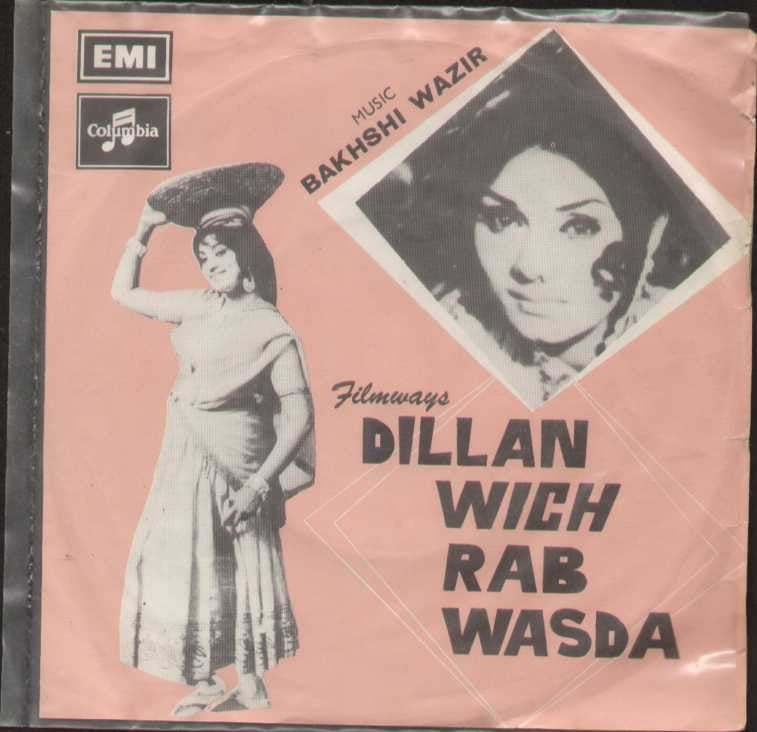 EMI
Columbia
MUSIC
BAKHSHI WAZIR
Filmways
DILLAN
WICH
RAB
WASDA